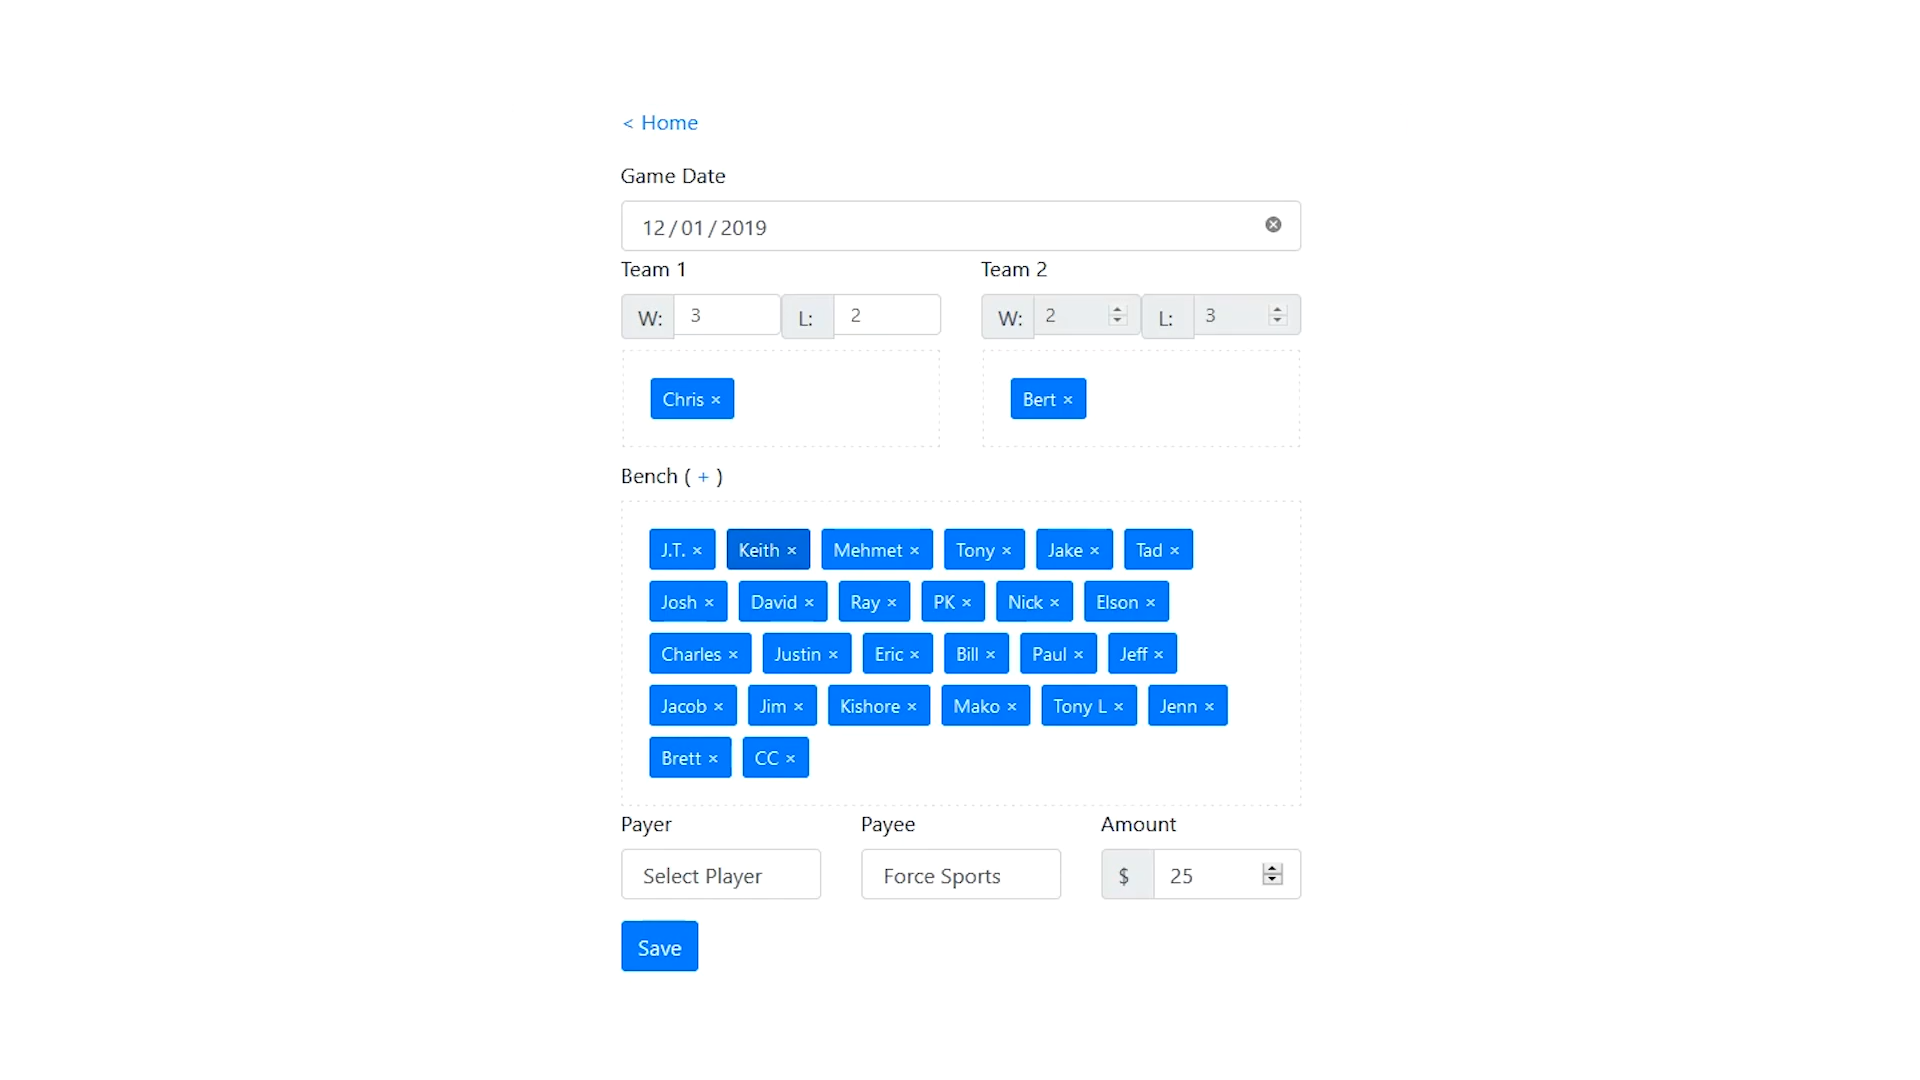 < Home
Game Date
12/01/2019
Team 1 Team 2
W: 3 L: 2 W: 2 L: 3
Chris × Bert ×
Bench ( + )
J.T. × Keith × Mehmet × Tony × Jake × Tad ×
Josh × David × Ray × PK × Nick × Elson ×
Charles × Justin × Eric × Bill × Paul × Jeff ×
Jacob × Jim × Kishore × Mako × Tony L × Jenn ×
Brett × CC ×
Payer Payee Amount
Select Player Force Sports $ 25
Save